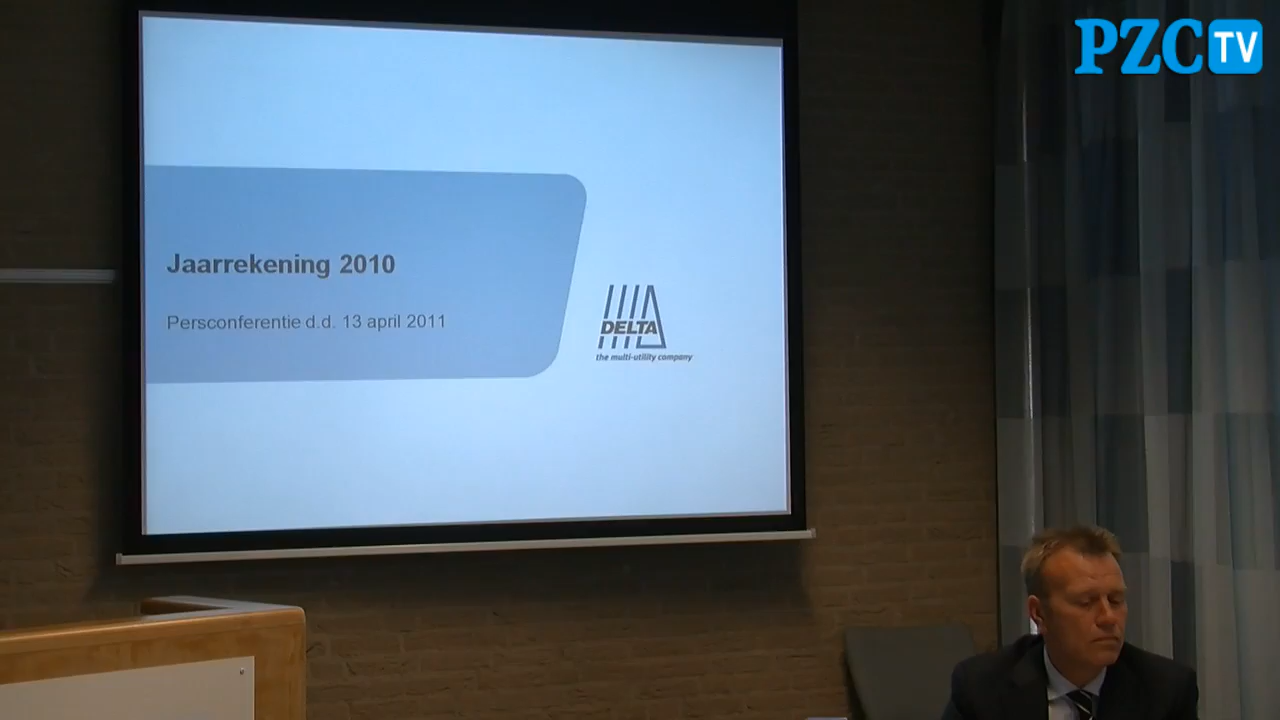 PZC TV
Jaarrekening 2010
Persconferentie d.d. 13 april 2011
DELTA
the multi-utility company